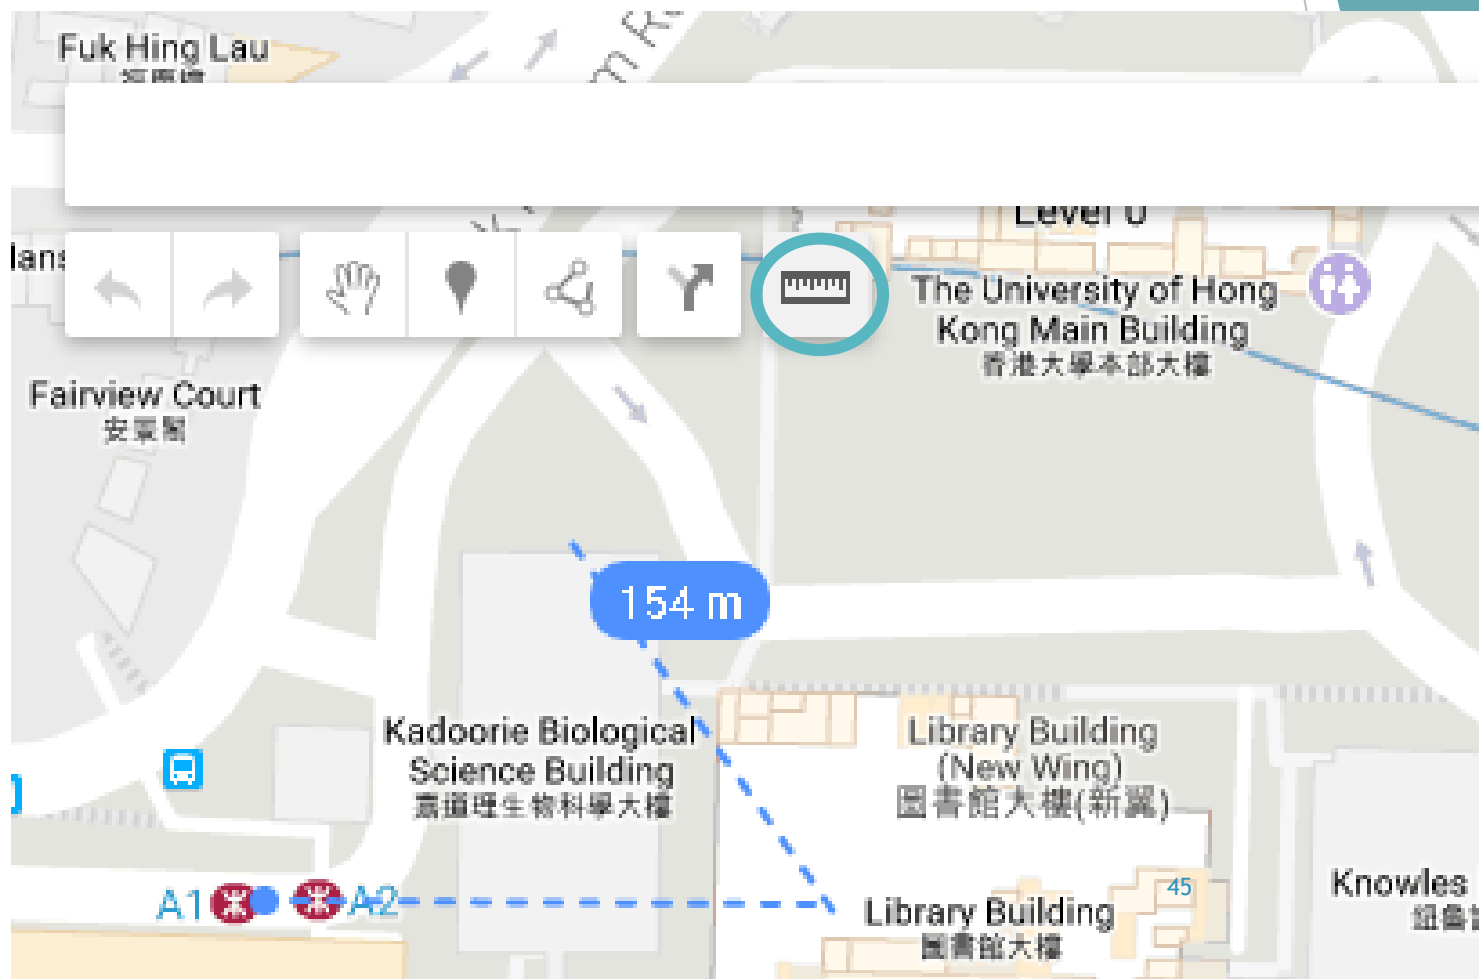 Fuk Hing Lau
Level 0
The University of Hong
Kong Main Building
香港大學本部大樓
Fairview Court
安翠閣
154 m
Kadoorie Biological
Science Building
嘉道理生物科學大樓
Library Building
(New Wing)
圖書館大樓(新翼)
A1
A2
45
Library Building
圖書館大樓
Knowles